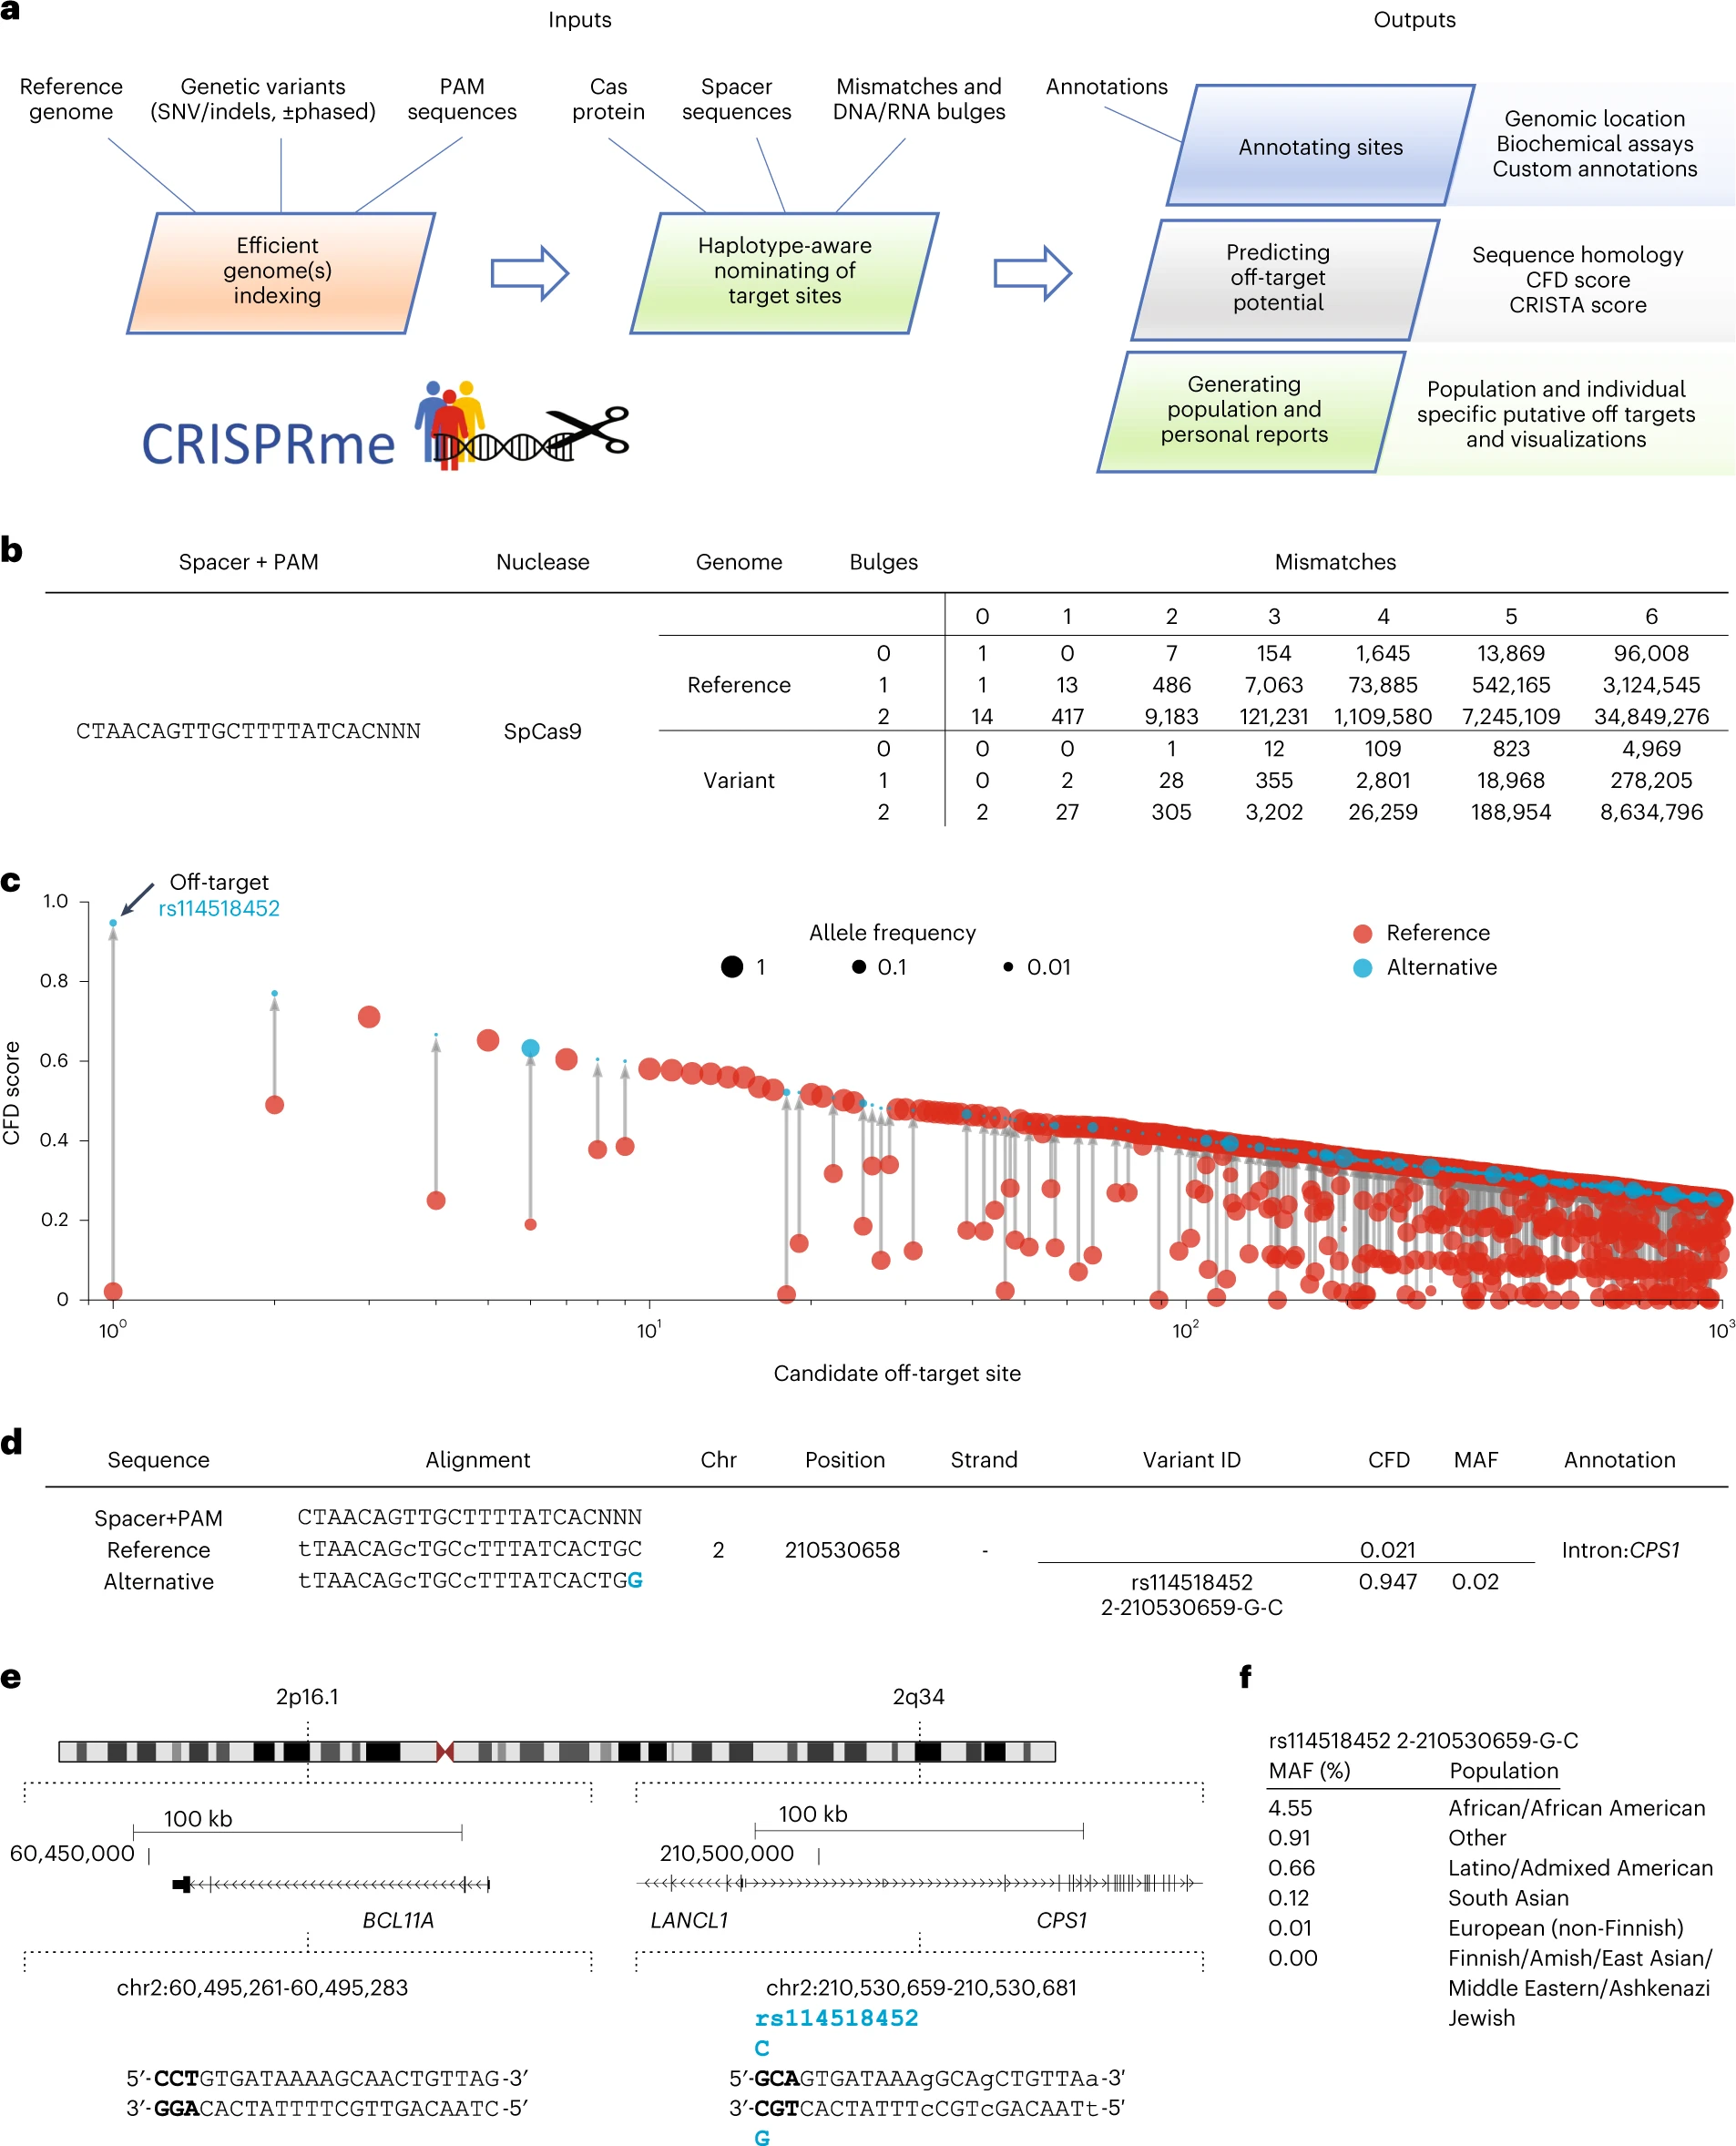 a
Inputs
Outputs
Reference genome
Genetic variants (SNV/indels, ±phased)
PAM sequences
Cas protein
Spacer sequences
Mismatches and DNA/RNA bulges
Annotations
Efficient genome(s) indexing
Haplotype-aware nominating of target sites
Annotating sites
Genomic location
Biochemical assays
Custom annotations
Predicting off-target potential
Sequence homology
CFD score
CRISTA score
Generating population and personal reports
Population and individual specific putative off targets and visualizations
CRISPRme
b
Spacer + PAM Nuclease Genome Bulges Mismatches
0 1 2 3 4 5 6
0 1 0 7 154 1,645 13,869 96,008
Reference 1 1 13 486 7,063 73,885 542,165 3,124,545
2 14 417 9,183 121,231 1,109,580 7,245,109 34,849,276
CTAACAGTTGCTTTTATCACNNN SpCas9
0 0 0 1 12 109 823 4,969
Variant 1 0 2 28 355 2,801 18,968 278,205
2 2 27 305 3,202 26,259 188,954 8,634,796
c
Off-target
rs114518452
Allele frequency
1 0.1 0.01
Reference
Alternative
CFD score
1.0
0.8
0.6
0.4
0.2
0
10⁰ 10¹ 10² 10³
Candidate off-target site
d
Sequence Alignment Chr Position Strand Variant ID CFD MAF Annotation
Spacer+PAM CTAACAGTTGCTTTTATCACNNN
Reference tTAACAGcTGCcTTTATCACTGC 2 210530658 - 0.021 Intron:CPS1
Alternative tTAACAGcTGCcTTTATCACTGG rs114518452 0.947 0.02
2-210530659-G-C
e
2p16.1 2q34
100 kb 100 kb
60,450,000 210,500,000
BCL11A LANCL1 CPS1
chr2:60,495,261-60,495,283 chr2:210,530,659-210,530,681
rs114518452
C
5′-CCTGTGATAAAAGCAACTGTTAG-3′ 5′-GCAGTGATAAAgGCAgCTGTTAa-3′
3′-GGACACTATTTTCGTTGACAATC-5′ 3′-CGTCACTATTTcCGTcGACAATt-5′
G
f
rs114518452 2-210530659-G-C
MAF (%) Population
4.55 African/African American
0.91 Other
0.66 Latino/Admixed American
0.12 South Asian
0.01 European (non-Finnish)
0.00 Finnish/Amish/East Asian/
Middle Eastern/Ashkenazi
Jewish